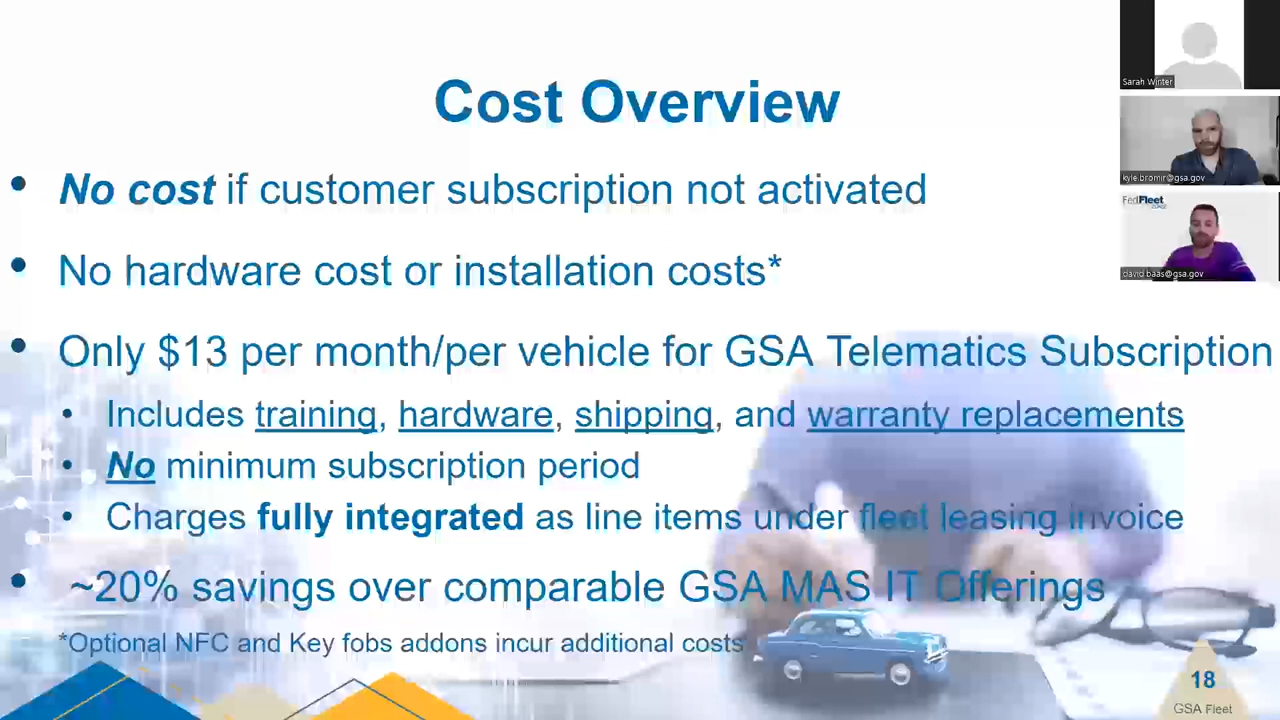 Cost Overview
• No cost if customer subscription not activated
• No hardware cost or installation costs*
• Only $13 per month/per vehicle for GSA Telematics Subscription
• Includes training, hardware, shipping, and warranty replacements
• No minimum subscription period
• Charges fully integrated as line items under fleet leasing invoice
• ~20% savings over comparable GSA MAS IT Offerings
*Optional NFC and Key fobs addons incur additional costs
18
GSA Fleet
Sarah Winter
kyle.bromir@gsa.gov
FedFleet
david.baas@gsa.gov